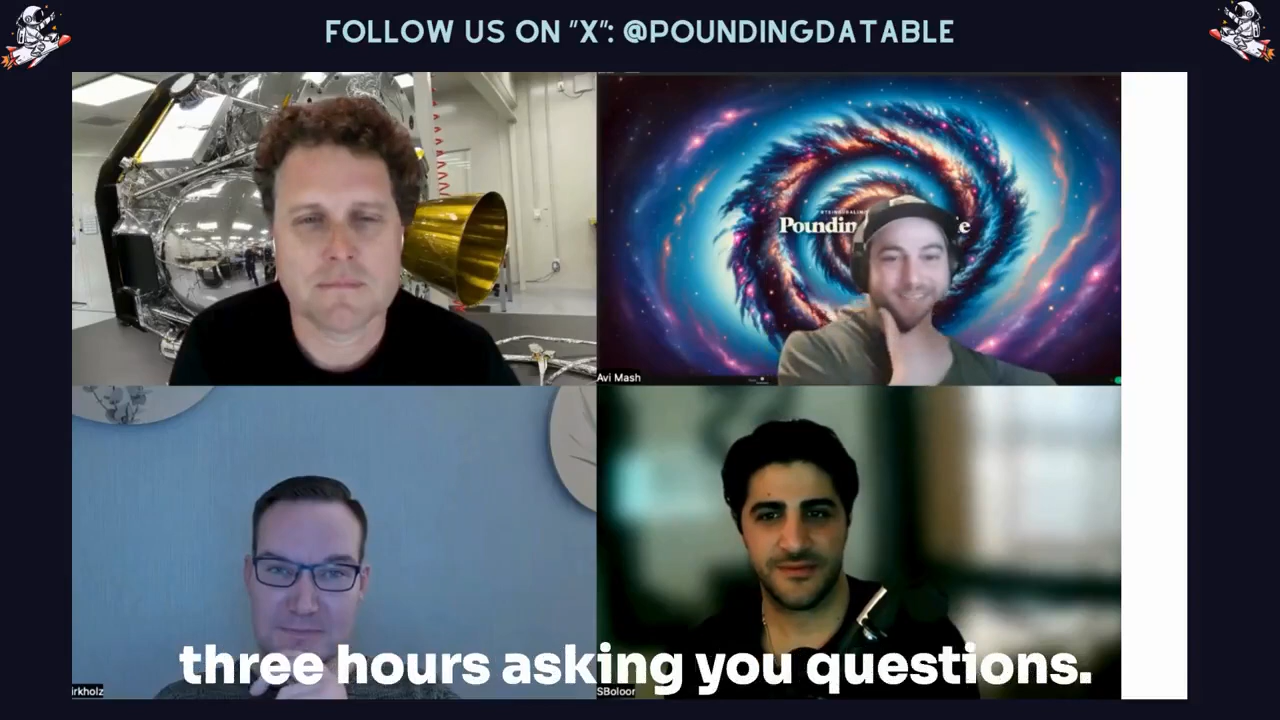 FOLLOW US ON "X": @POUNDINGDATABLE
Avi Mash
three hours asking you questions.
irkholz
SBoloor